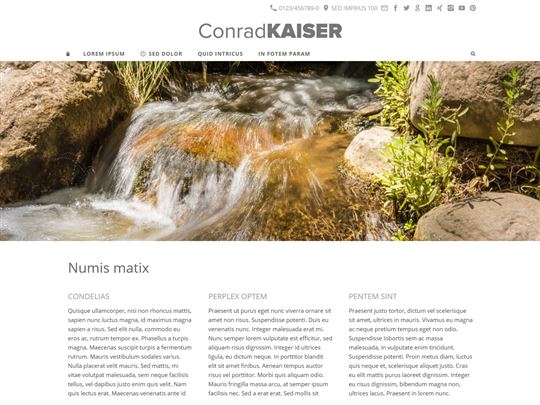 0123/456789-0 SEO IMPRIUS 100
ConradKAISER
LOREM IPSUM SED DOLOR QUID INTRICUS IN FOTEM PARAM
Numis matix
CONDELIAS
Quisque ullamcorper, nisi non rhoncus mattis,
sapien nunc luctus magna, id maximus magna
sapien a risus. Sed elit nulla, commodo eu
eros ac, rutrum tempor ex. Phasellus a turpis
magna. Maecenas suscipit turpis a fermentum
rutrum. Mauris vestibulum sodales varius.
Nulla placerat velit mauris. Sed mattis, mi
vitae volutpat malesuada, sem neque facilisis
tellus, vel dapibus justo enim quis velit. Nam
quis lectus erat. Maecenas venenatis ante id
PERPLEX OPTEM
Praesent ut purus eget nunc viverra ornare sit
amet non risus. Suspendisse potenti. Duis eu
venenatis nunc. Integer malesuada erat mi.
Nunc semper lorem vulputate est efficitur, sed
aliquam risus dignissim. Integer id ultrices
ligula, eu dictum neque. In porttitor blandit
elit sit amet finibus. Aenean tempus auctor
risus vel porttitor. Morbi quis aliquam odio.
Mauris fringilla massa arcu, at semper ipsum
facilisis nec. Sed a erat erat. Sed mollis sit
PENTEM SINT
Praesent justo tortor, dictum vel scelerisque
sit amet, ultrices in mauris. Vivamus eu magna
ac neque pretium tempus eget non odio.
Suspendisse lobortis sem ac massa
malesuada, in vulputate enim tincidunt.
Suspendisse potenti. Proin metus diam, luctus
quis neque et, scelerisque aliquet justo. Cras
eu elit mattis purus laoreet dignissim. Integer
eu risus dignissim, bibendum magna non,
ultrices lacus. Praesent in lorem nunc.